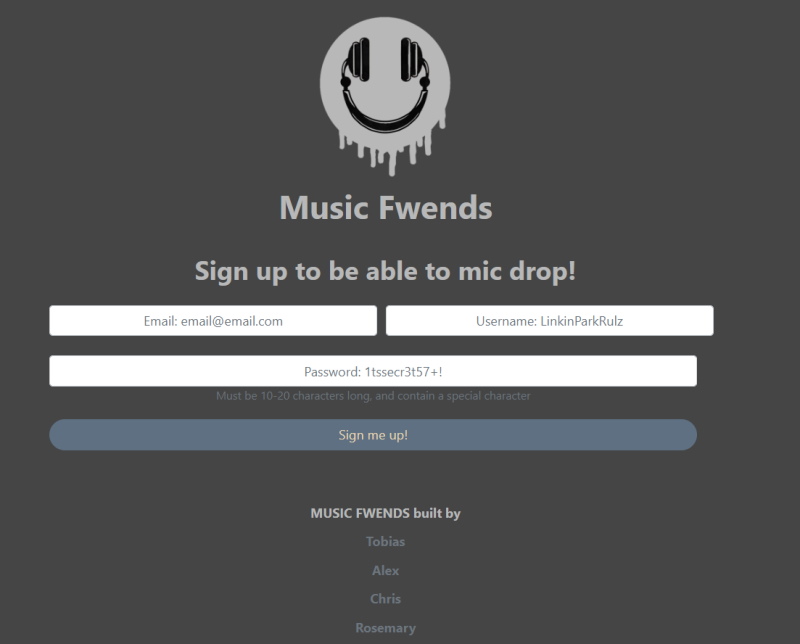 Music Fwends
Sign up to be able to mic drop!
Email: email@email.com
Username: LinkinParkRulz
Password: 1tssecr3t57+!
Must be 10-20 characters long, and contain a special character
Sign me up!
MUSIC FWENDS built by
Tobias
Alex
Chris
Rosemary